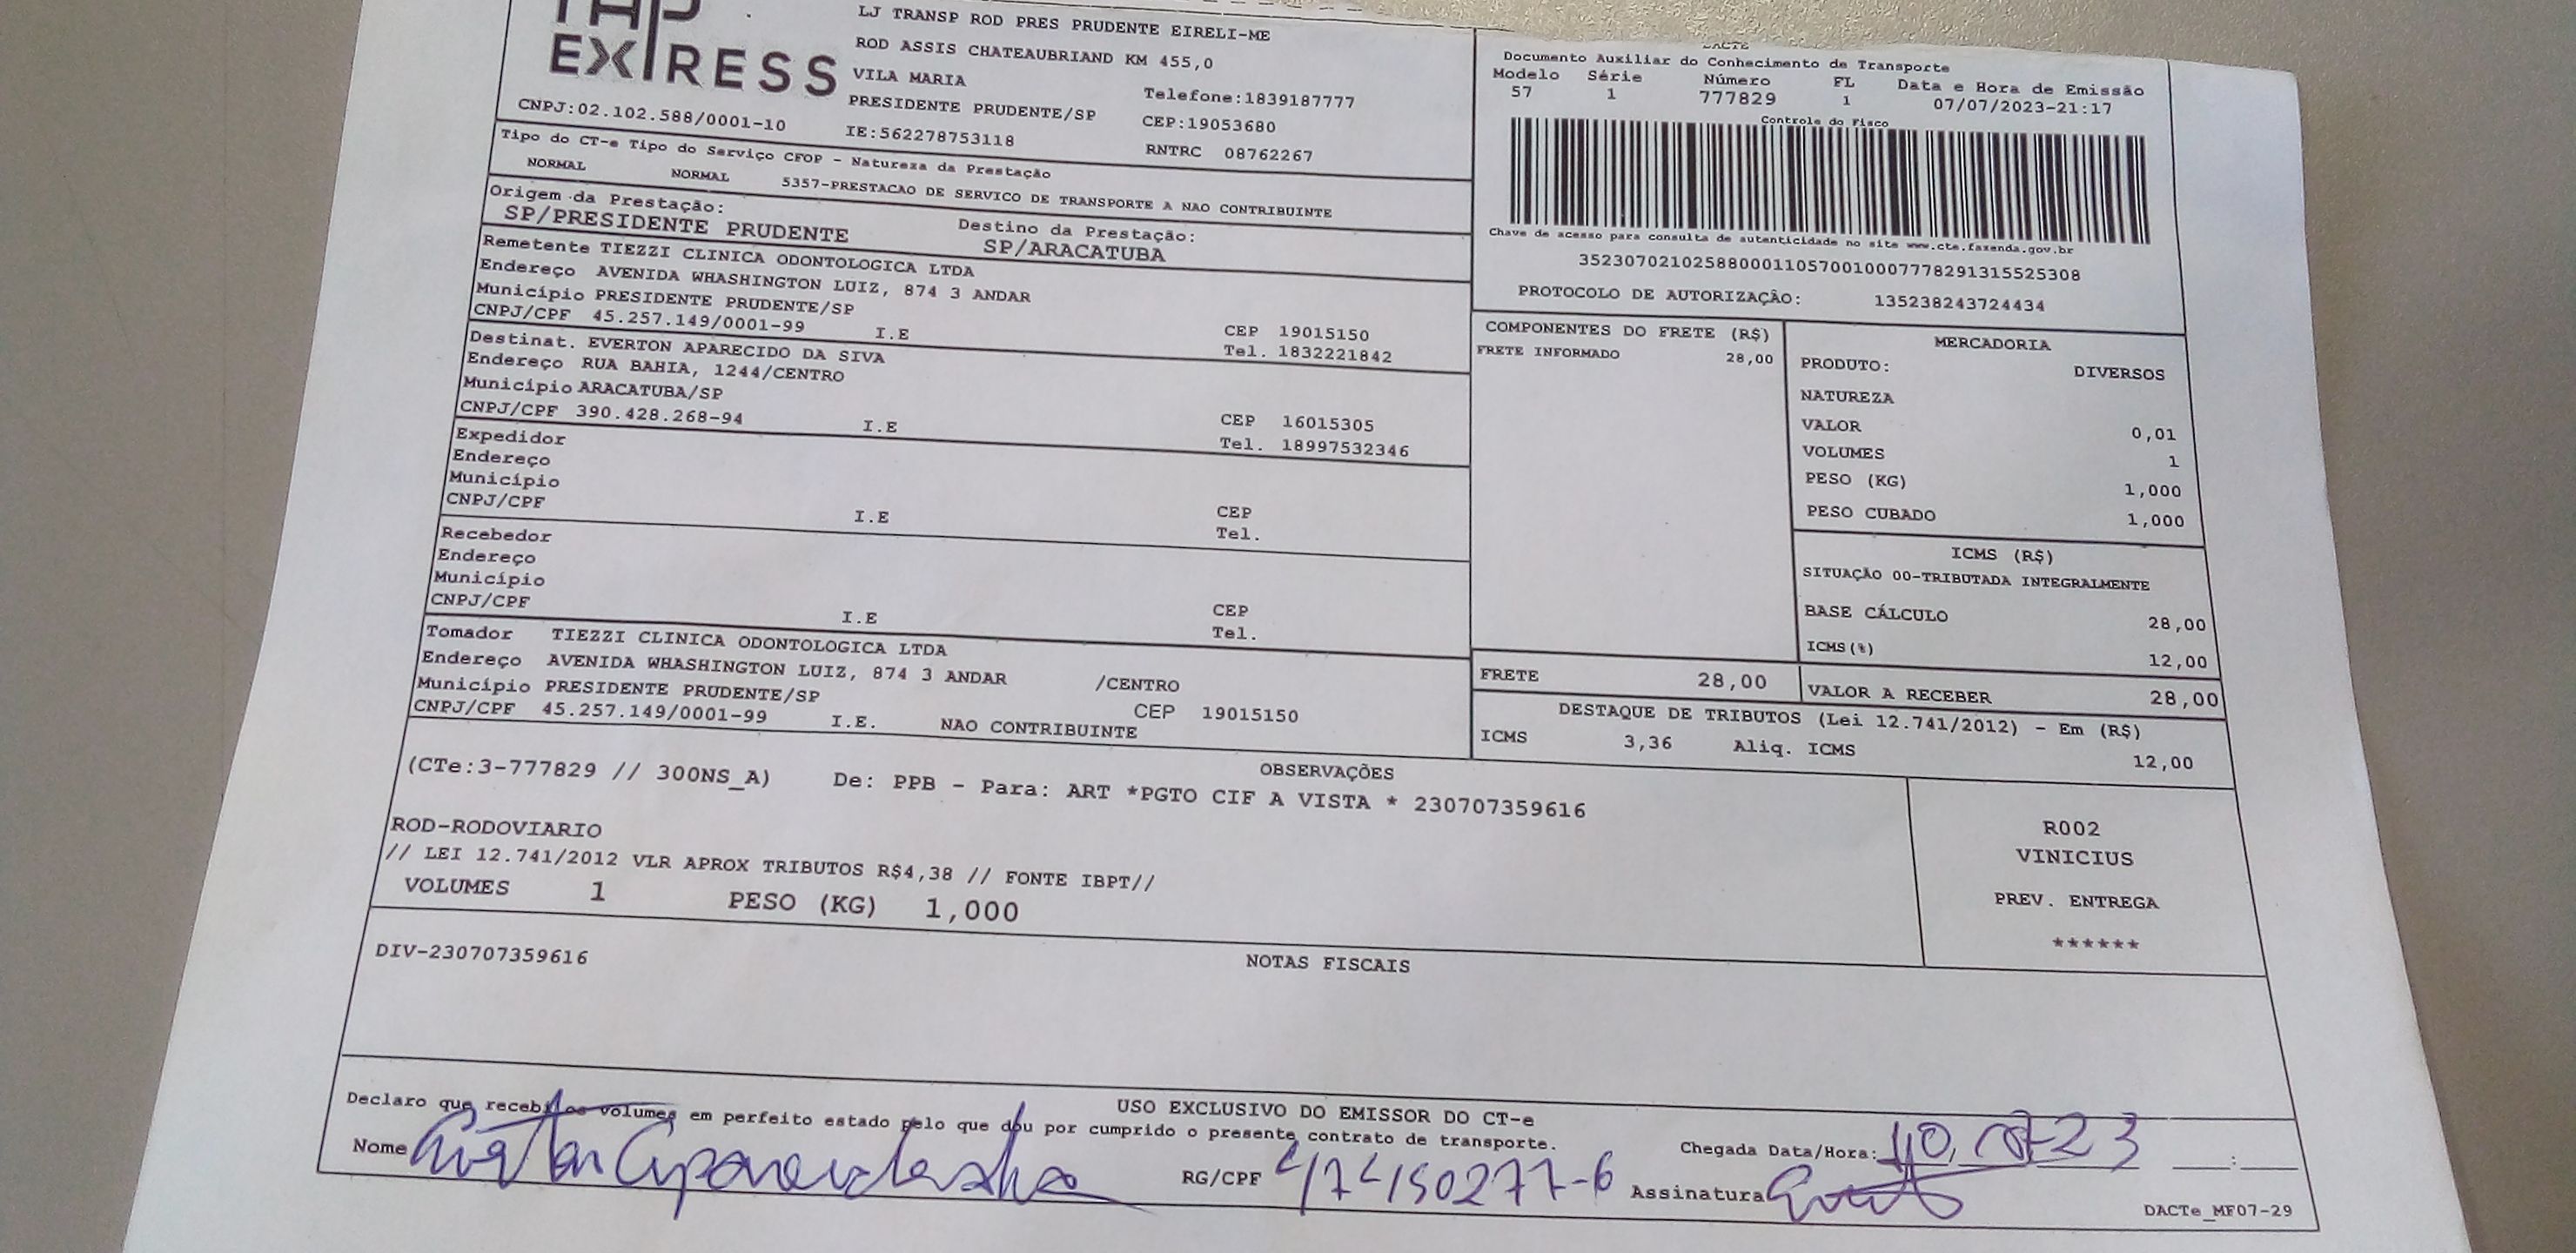 TAP
EXPRESS
CNPJ:02.102.588/0001-10
LJ TRANSP ROD PRES PRUDENTE EIRELI-ME
ROD ASSIS CHATEAUBRIAND KM 455,0
VILA MARIA
PRESIDENTE PRUDENTE/SP
IE:562278753118
Telefone:1839187777
CEP:19053680
RNTRC 08762267
DACTE
Documento Auxiliar do Conhecimento de Transporte
Modelo Série Número FL Data e Hora de Emissão
57 1 777829 1 07/07/2023-21:17
Controle do Fisco
Chave de acesso para consulta de autenticidade no site www.cte.fazenda.gov.br
35230702102588000110570010007778291315525308
PROTOCOLO DE AUTORIZAÇÃO: 135238243724434
Tipo do CT-e Tipo do Serviço CFOP - Natureza da Prestação
NORMAL NORMAL 5357-PRESTACAO DE SERVICO DE TRANSPORTE A NAO CONTRIBUINTE
Origem da Prestação: Destino da Prestação:
SP/PRESIDENTE PRUDENTE SP/ARACATUBA
Remetente TIEZZI CLINICA ODONTOLOGICA LTDA
Endereço AVENIDA WHASHINGTON LUIZ, 874 3 ANDAR
Município PRESIDENTE PRUDENTE/SP CEP 19015150
CNPJ/CPF 45.257.149/0001-99 I.E Tel. 1832221842
Destinat. EVERTON APARECIDO DA SIVA
Endereço RUA BAHIA, 1244/CENTRO
Município ARACATUBA/SP CEP 16015305
CNPJ/CPF 390.428.268-94 I.E Tel. 18997532346
Expedidor
Endereço
Município CEP
CNPJ/CPF I.E Tel.
Recebedor
Endereço
Município CEP
CNPJ/CPF I.E Tel.
Tomador TIEZZI CLINICA ODONTOLOGICA LTDA
Endereço AVENIDA WHASHINGTON LUIZ, 874 3 ANDAR /CENTRO
Município PRESIDENTE PRUDENTE/SP CEP 19015150
CNPJ/CPF 45.257.149/0001-99 I.E. NAO CONTRIBUINTE
COMPONENTES DO FRETE (R$)
FRETE INFORMADO 28,00
MERCADORIA
PRODUTO: DIVERSOS
NATUREZA
VALOR 0,01
VOLUMES 1
PESO (KG) 1,000
PESO CUBADO 1,000
ICMS (R$)
SITUAÇÃO 00-TRIBUTADA INTEGRALMENTE
BASE CÁLCULO 28,00
ICMS(%) 12,00
FRETE 28,00 VALOR A RECEBER 28,00
DESTAQUE DE TRIBUTOS (Lei 12.741/2012) - Em (R$)
ICMS 3,36 Aliq. ICMS 12,00
OBSERVAÇÕES
(CTe:3-777829 // 300NS_A) De: PPB - Para: ART *PGTO CIF A VISTA * 230707359616
ROD-RODOVIARIO
// LEI 12.741/2012 VLR APROX TRIBUTOS R$4,38 // FONTE IBPT//
VOLUMES 1 PESO (KG) 1,000
R002
VINICIUS
PREV. ENTREGA
******
NOTAS FISCAIS
DIV-230707359616
USO EXCLUSIVO DO EMISSOR DO CT-e
Declaro que recebi os volumes em perfeito estado pelo que dou por cumprido o presente contrato de transporte.
Nome RG/CPF 474150277-6 Assinatura
Chegada Data/Hora: 10, 07-23 __:__
DACTe_MF07-29